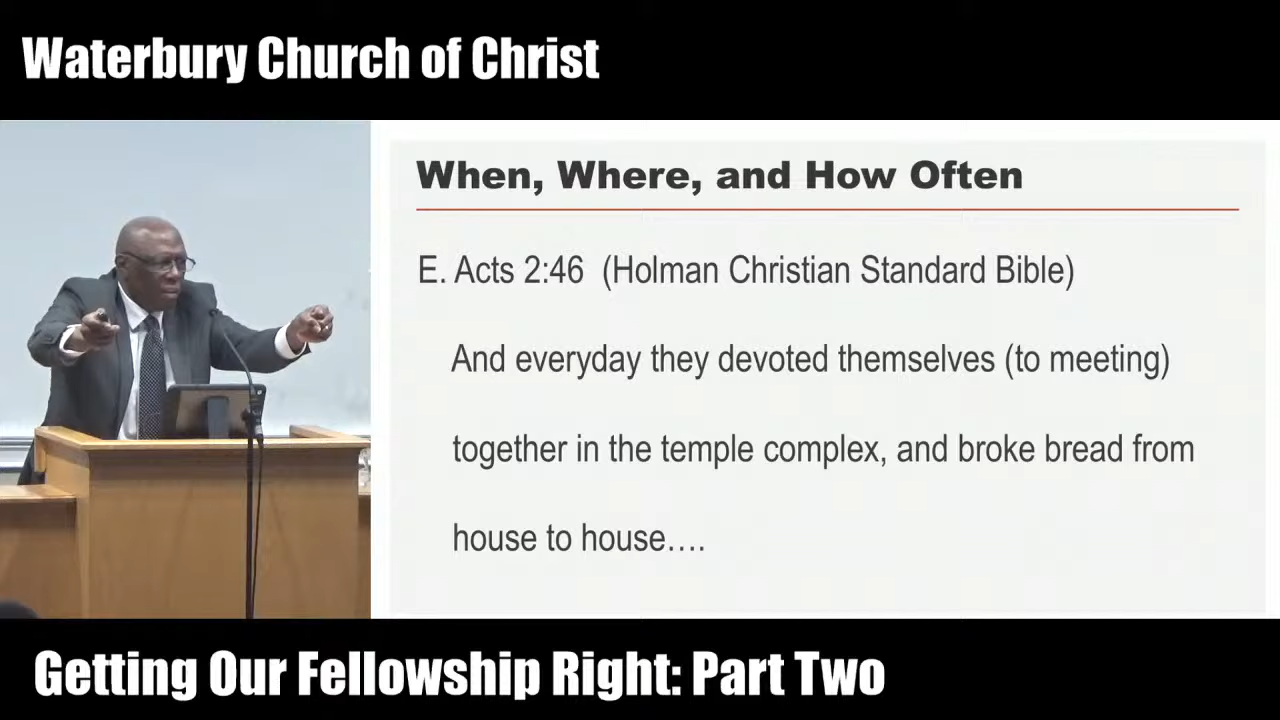 Waterbury Church of Christ
When, Where, and How Often
E. Acts 2:46 (Holman Christian Standard Bible)
And everyday they devoted themselves (to meeting)
together in the temple complex, and broke bread from
house to house….
Getting Our Fellowship Right: Part Two